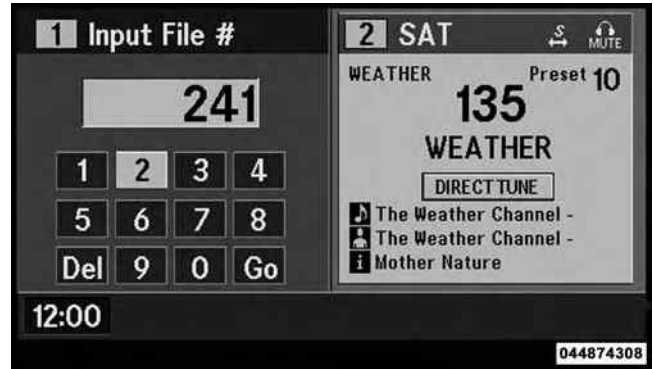 1 Input File #
241
1 2 3 4
5 6 7 8
Del 9 0 Go
2 SAT S MUTE
WEATHER Preset 10
135
WEATHER
DIRECT TUNE
The Weather Channel -
The Weather Channel -
i Mother Nature
12:00
044874308